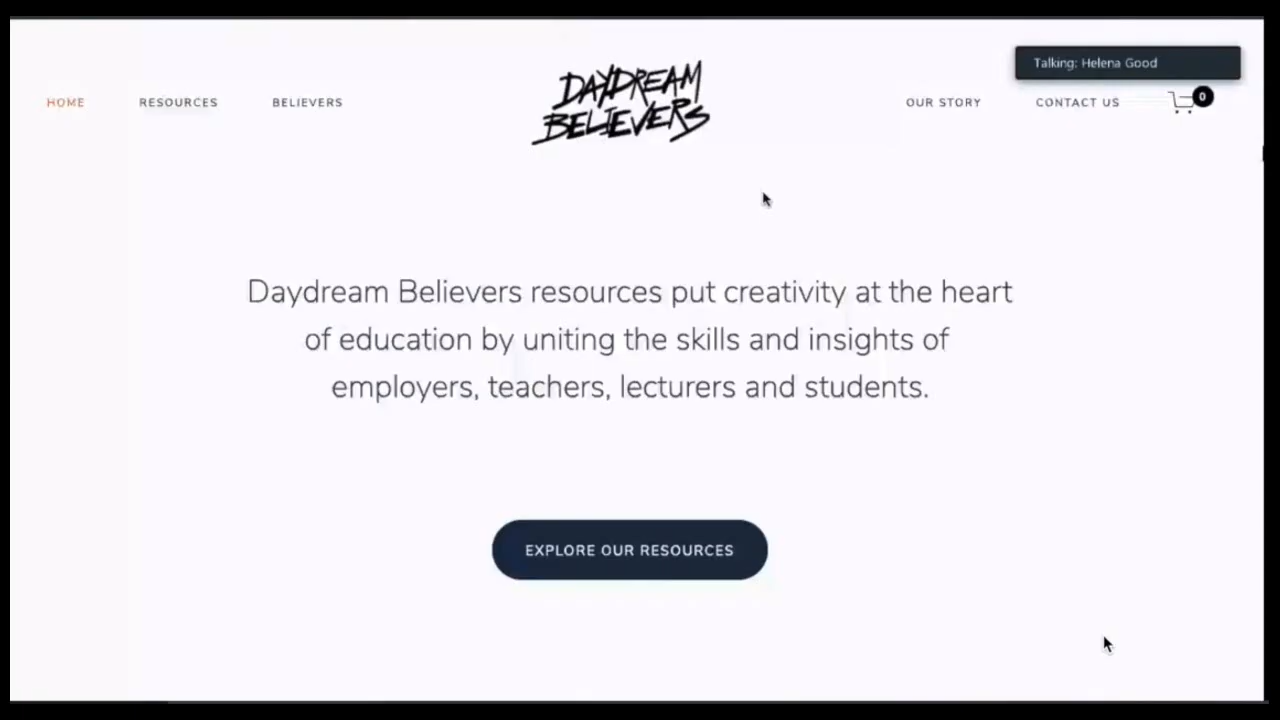 Talking: Helena Good
HOME RESOURCES BELIEVERS
DAYDREAM
BELIEVERS
OUR STORY CONTACT US 0
Daydream Believers resources put creativity at the heart
of education by uniting the skills and insights of
employers, teachers, lecturers and students.
EXPLORE OUR RESOURCES